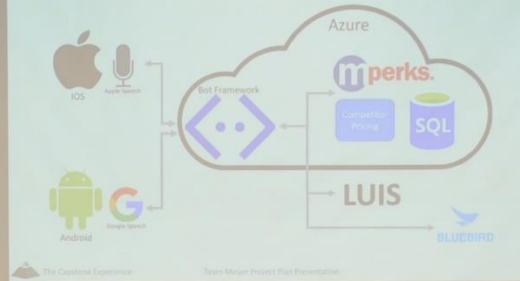 Azure
mperks.
iOS
Apple Speech
Bot Framework
Competitor
Pricing
SQL
LUIS
Android
Google Speech
BLUEBIRD
The Capstone Experience
Team Meijer Project Plan Presentation